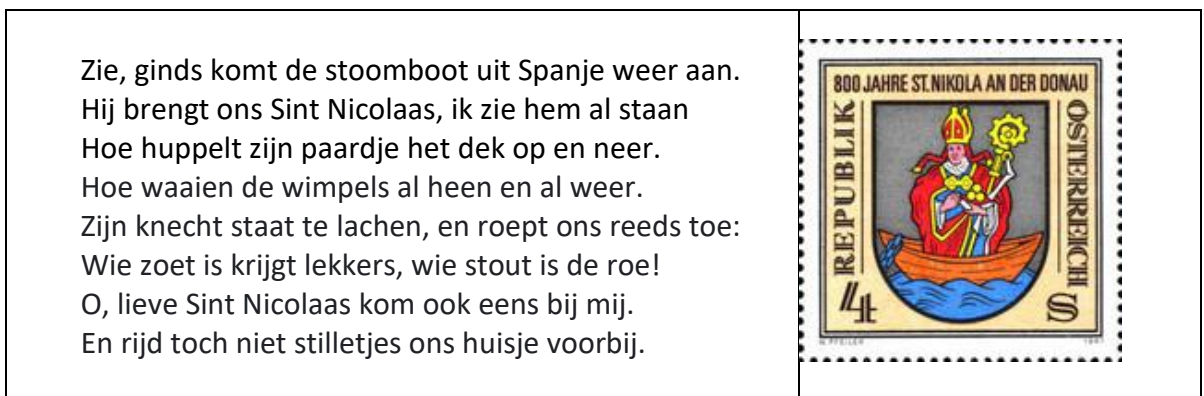 Zie, ginds komt de stoomboot uit Spanje weer aan.
Hij brengt ons Sint Nicolaas, ik zie hem al staan
Hoe huppelt zijn paardje het dek op en neer.
Hoe waaien de wimpels al heen en al weer.
Zijn knecht staat te lachen, en roept ons reeds toe:
Wie zoet is krijgt lekkers, wie stout is de roe!
O, lieve Sint Nicolaas kom ook eens bij mij.
En rijd toch niet stilletjes ons huisje voorbij.
800 JAHRE ST. NIKOLA AN DER DONAU
REPUBLIK
ÖSTERREICH
4 S